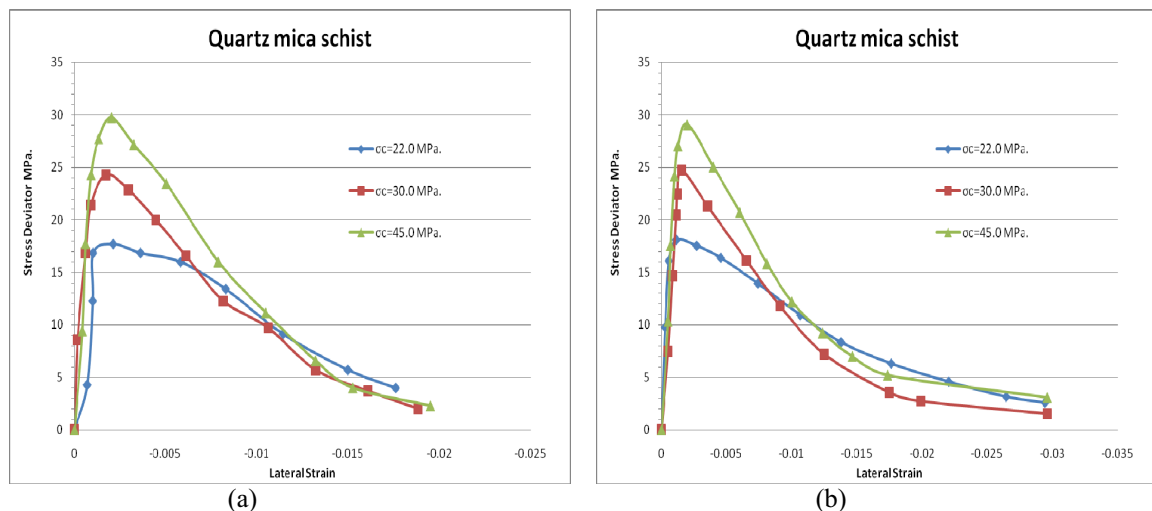 Quartz mica schist
35
30
25
20
15
10
5
0
Stress Deviator MPa.
σc=22.0 MPa.
σc=30.0 MPa.
σc=45.0 MPa.
0 -0.005 -0.01 -0.015 -0.02 -0.025
Lateral Strain
(a)
Quartz mica schist
35
30
25
20
15
10
5
0
Stress Deviator MPa.
σc=22.0 MPa.
σc=30.0 MPa.
σc=45.0 MPa.
0 -0.005 -0.01 -0.015 -0.02 -0.025 -0.03 -0.035
Lateral Strain
(b)